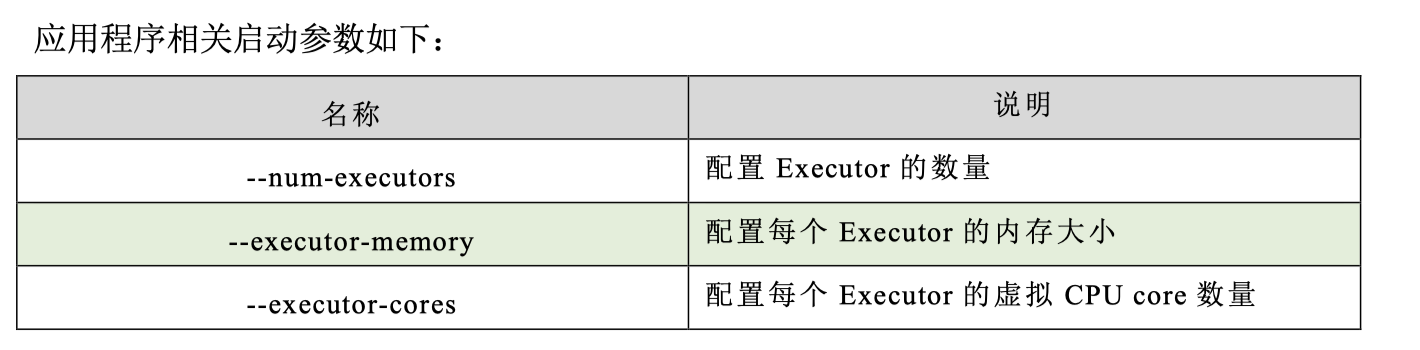 应用程序相关启动参数如下：
名称 说明
--num-executors 配置 Executor 的数量
--executor-memory 配置每个 Executor 的内存大小
--executor-cores 配置每个 Executor 的虚拟 CPU core 数量